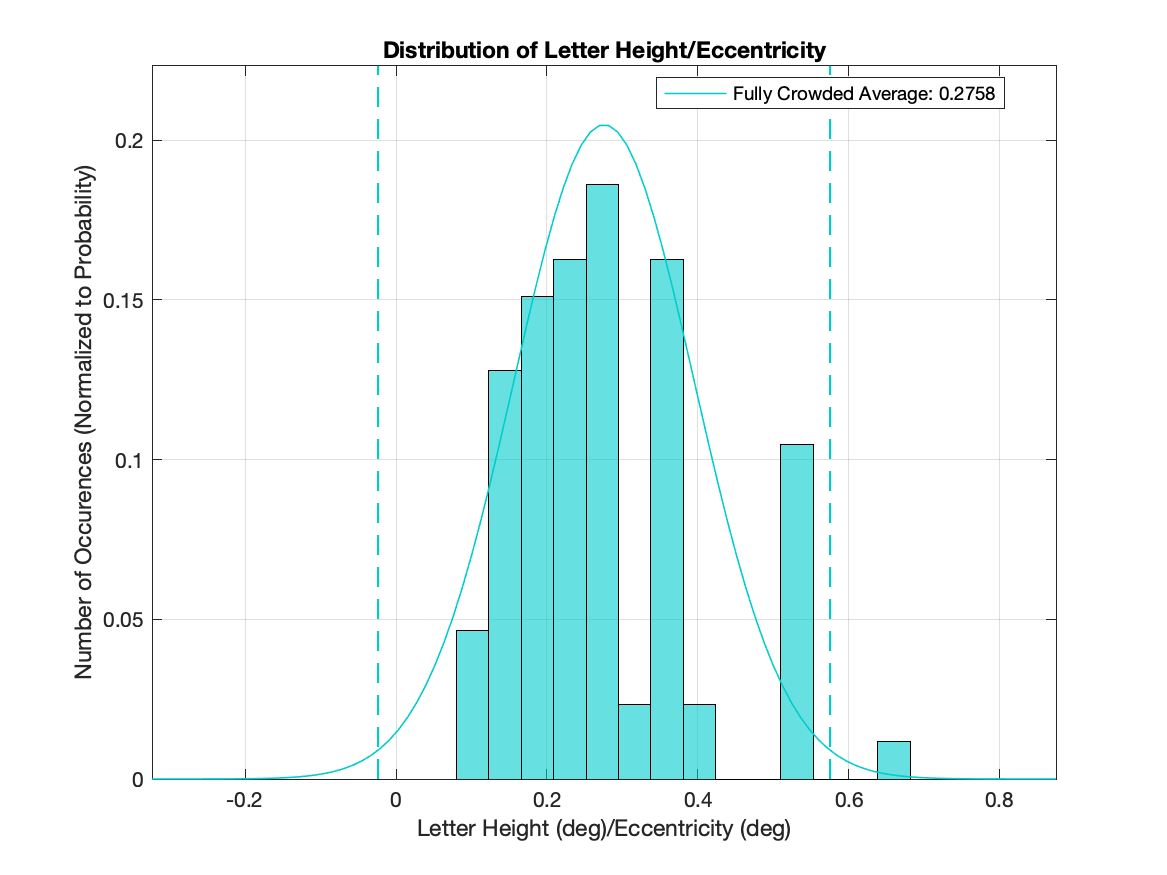 Distribution of Letter Height/Eccentricity
Fully Crowded Average: 0.2758
Number of Occurences (Normalized to Probability)
0.2
0.15
0.1
0.05
0
-0.2
0
0.2
0.4
0.6
0.8
Letter Height (deg)/Eccentricity (deg)